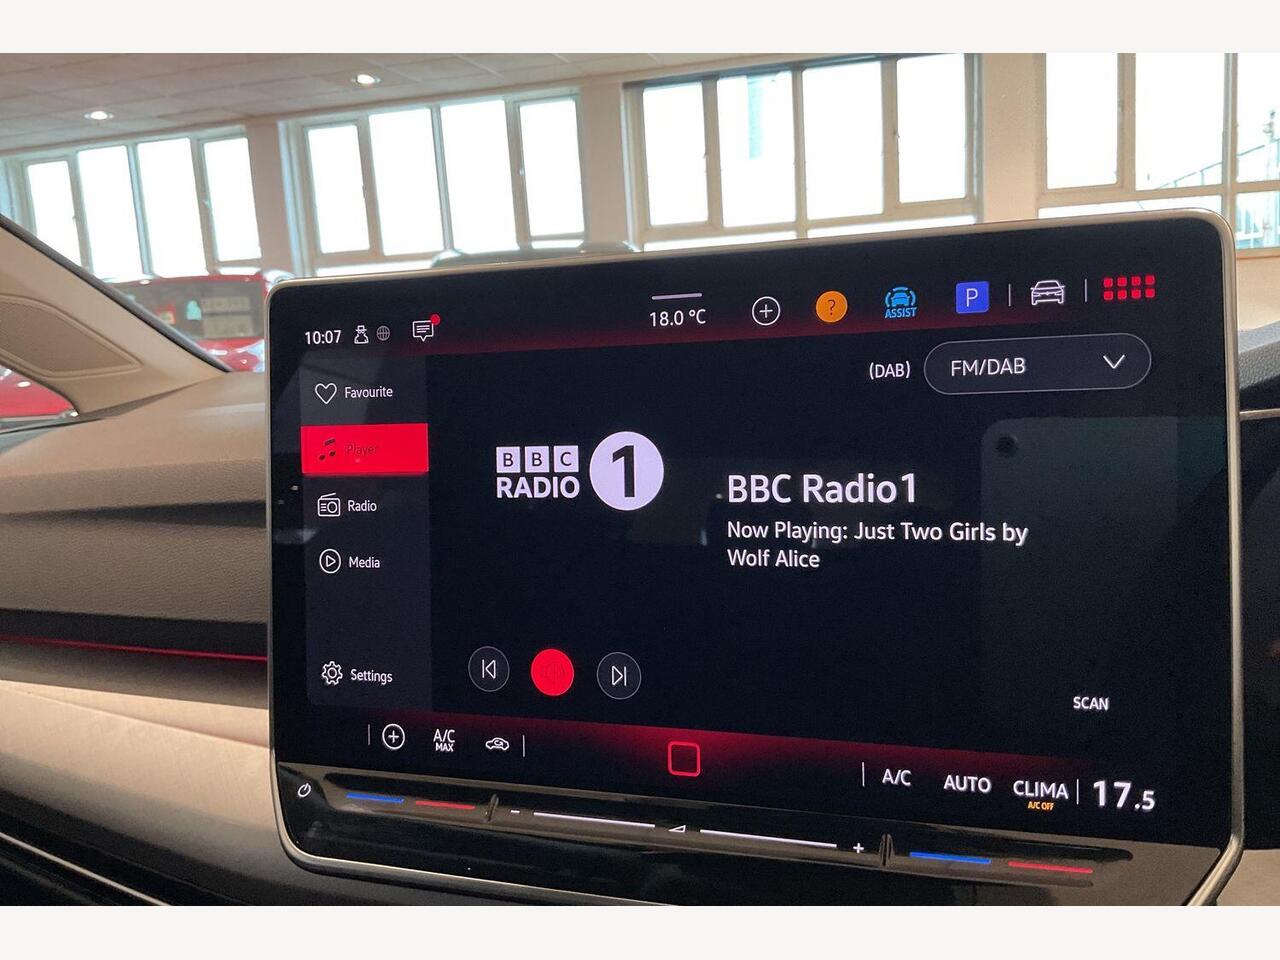 18.0 °C
?
ASSIST
P
10:07
(DAB)
FM/DAB
Favourite
Player
Radio
Media
Settings
BBC
RADIO 1
BBC Radio1
Now Playing: Just Two Girls by
Wolf Alice
SCAN
A/C
MAX
A/C
AUTO
CLIMA
A/C OFF
17.5
- +